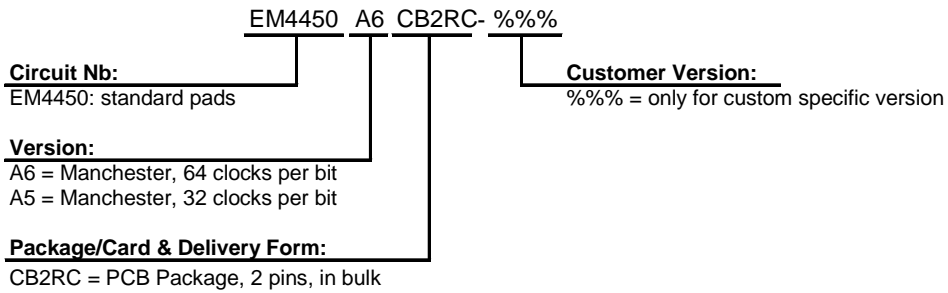 EM4450 A6 CB2RC- %%%
Circuit Nb:
EM4450: standard pads
Customer Version:
%%% = only for custom specific version
Version:
A6 = Manchester, 64 clocks per bit
A5 = Manchester, 32 clocks per bit
Package/Card & Delivery Form:
CB2RC = PCB Package, 2 pins, in bulk